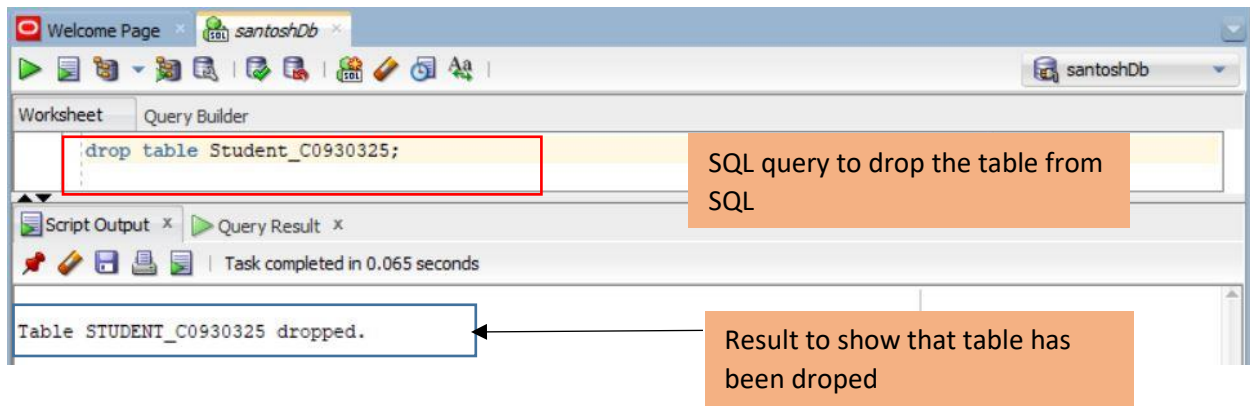 Welcome Page
santoshDb
santoshDb
Worksheet
Query Builder
drop table Student_C0930325;
SQL query to drop the table from
SQL
Script Output x
Query Result x
Task completed in 0.065 seconds
Table STUDENT_C0930325 dropped.
Result to show that table has
been droped